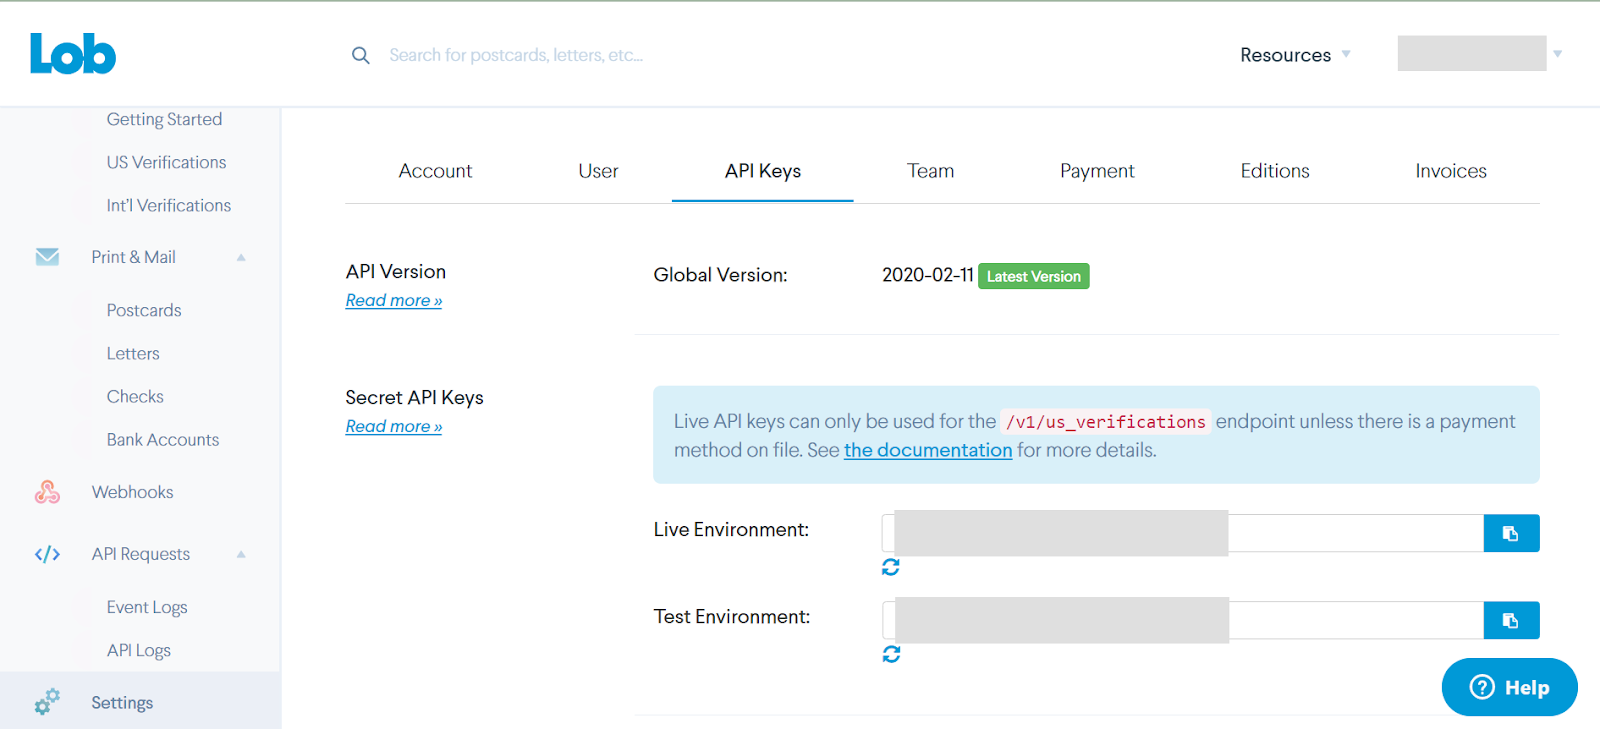 Lob
Search for postcards, letters, etc...
Resources
Getting Started
US Verifications
Int'l Verifications
Print & Mail
Postcards
Letters
Checks
Bank Accounts
Webhooks
</> API Requests
Event Logs
API Logs
Settings
Account User API Keys Team Payment Editions Invoices
API Version
Read more »
Global Version: 2020-02-11 Latest Version
Secret API Keys
Read more »
Live API keys can only be used for the /v1/us_verifications endpoint unless there is a payment
method on file. See the documentation for more details.
Live Environment:
Test Environment:
? Help